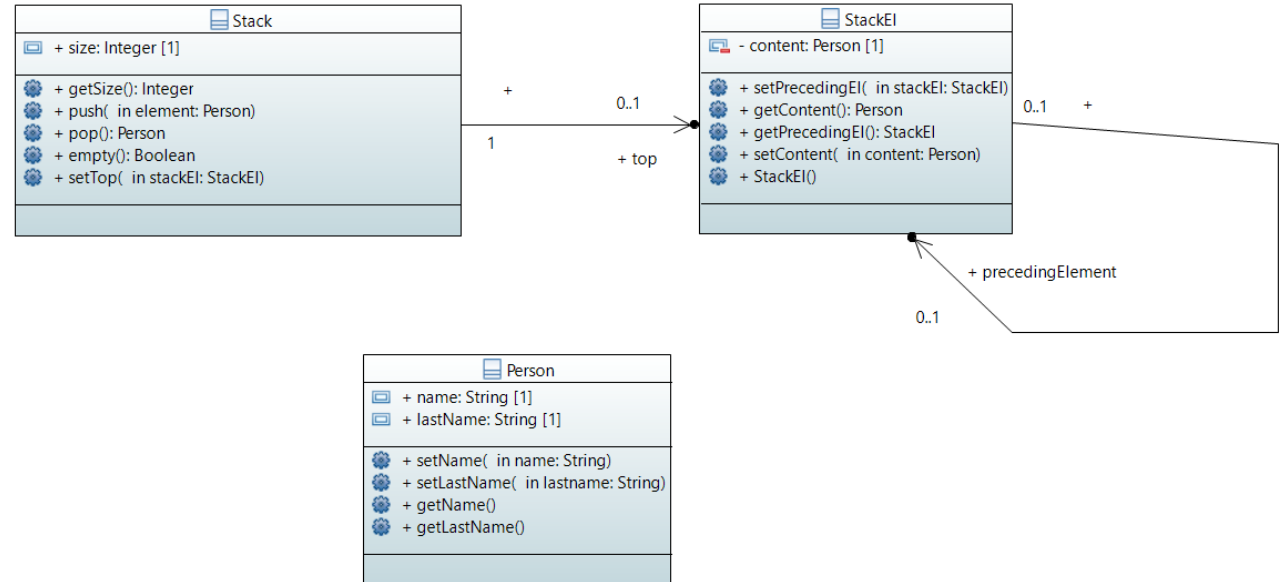 Stack
+ size: Integer [1]
+ getSize(): Integer
+ push( in element: Person)
+ pop(): Person
+ empty(): Boolean
+ setTop( in stackEl: StackEl)
+
0..1
1
+ top
StackEl
- content: Person [1]
+ setPrecedingEl( in stackEl: StackEl)
+ getContent(): Person
+ getPrecedingEl(): StackEl
+ setContent( in content: Person)
+ StackEl()
0..1
+
+ precedingElement
0..1
Person
+ name: String [1]
+ lastName: String [1]
+ setName( in name: String)
+ setLastName( in lastname: String)
+ getName()
+ getLastName()